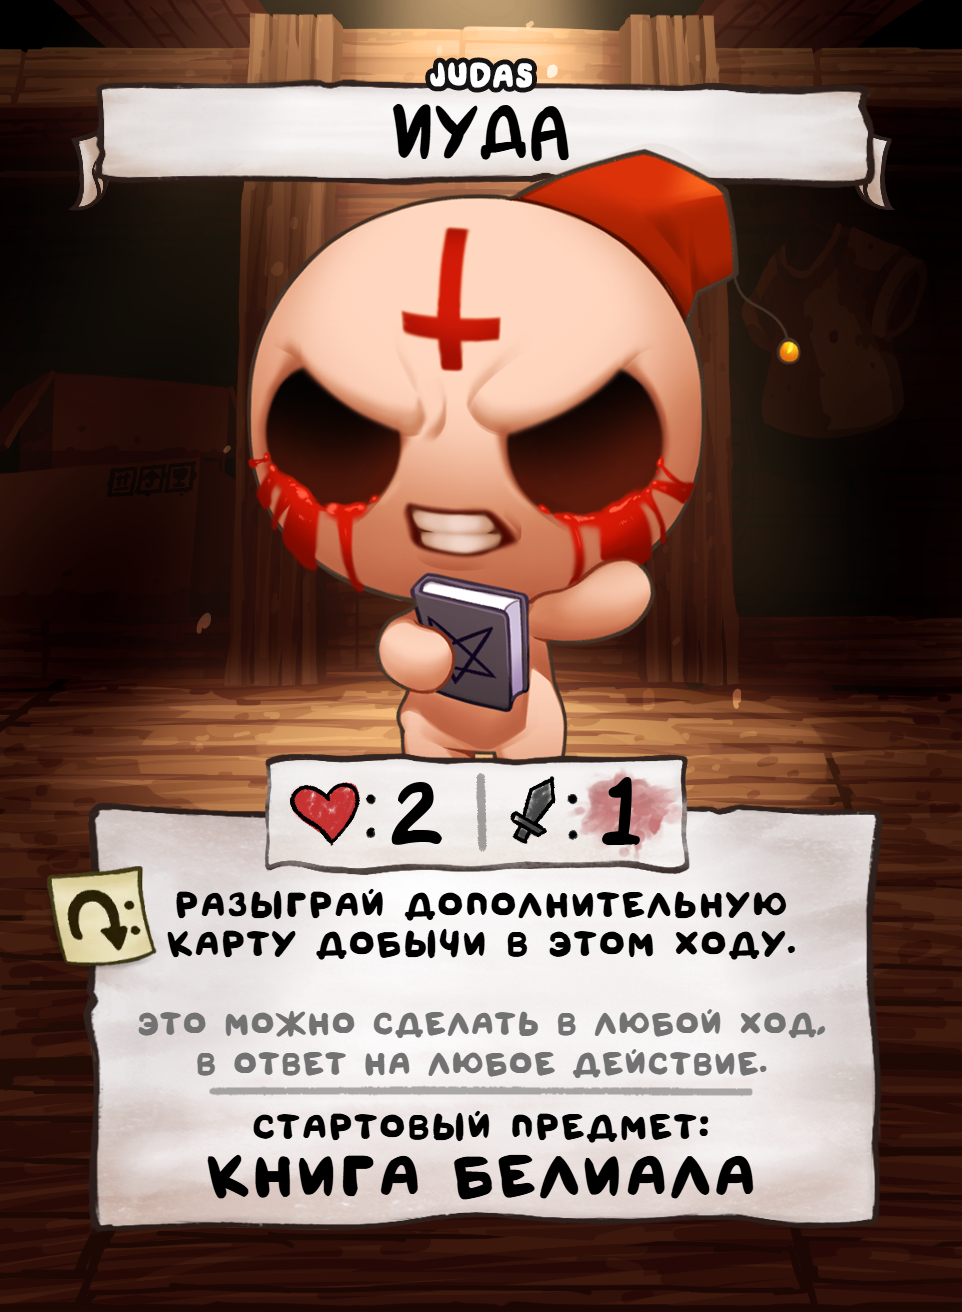 JUDAS
ИУДА
: 2 | : 1
РАЗЫГРАЙ ДОПОЛНИТЕЛЬНУЮ
КАРТУ ДОБЫЧИ В ЭТОМ ХОДУ.
ЭТО МОЖНО СДЕЛАТЬ В ЛЮБОЙ ХОД,
В ОТВЕТ НА ЛЮБОЕ ДЕЙСТВИЕ.
СТАРТОВЫЙ ПРЕДМЕТ:
КНИГА БЕЛИАЛА